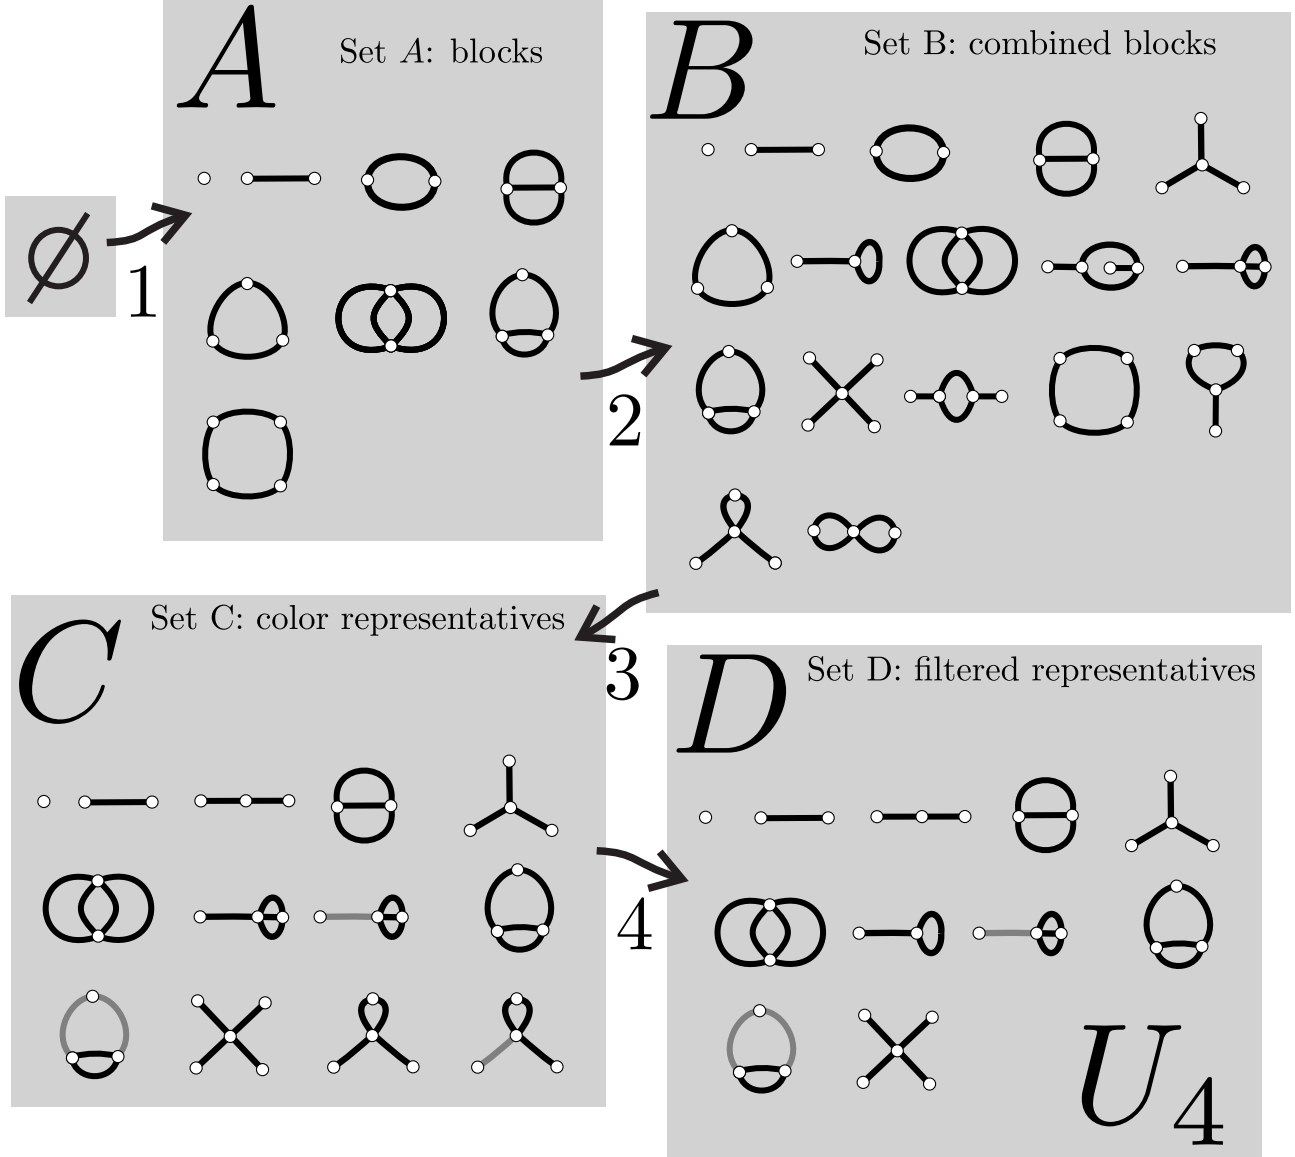 A
Set A: blocks
B
Set B: combined blocks
∅
1
2
C
Set C: color representatives
3
D
Set D: filtered representatives
4
U4